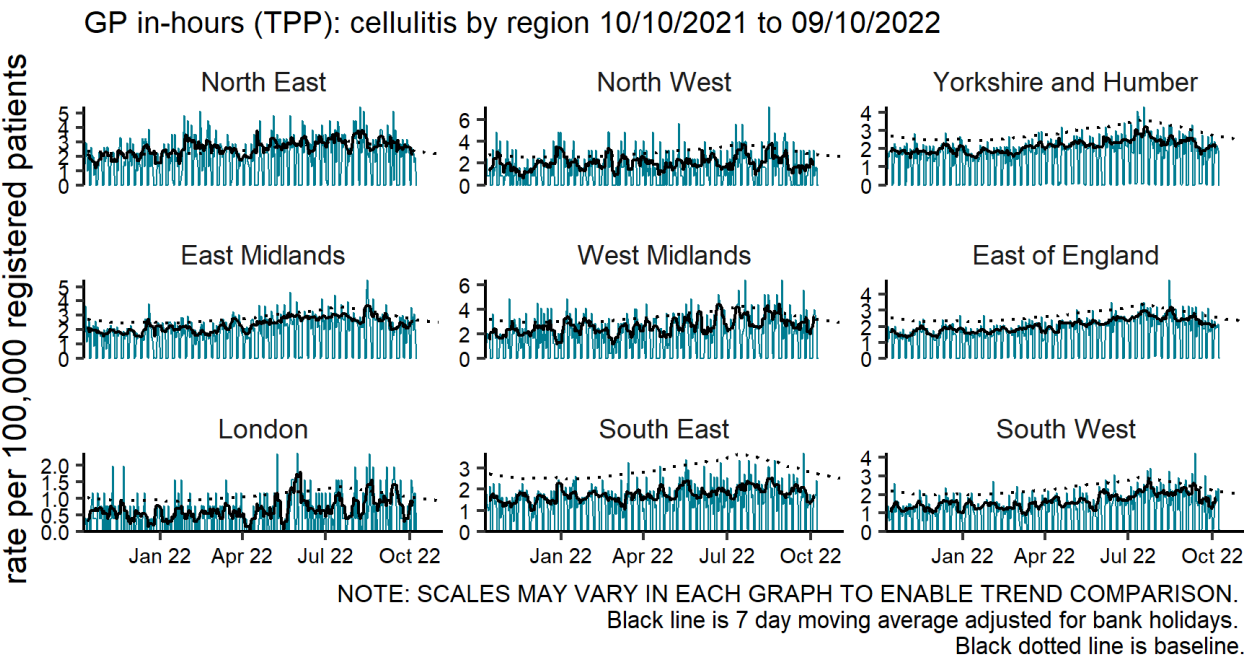 GP in-hours (TPP): cellulitis by region 10/10/2021 to 09/10/2022
rate per 100,000 registered patients
North East
5
4
3
2
1
0
North West
6
4
2
0
Yorkshire and Humber
4
3
2
1
0
East Midlands
5
4
3
2
1
0
West Midlands
6
4
2
0
East of England
4
3
2
1
0
London
2.0
1.5
1.0
0.5
0.0
South East
3
2
1
0
South West
4
3
2
1
0
Jan 22 Apr 22 Jul 22 Oct 22
Jan 22 Apr 22 Jul 22 Oct 22
Jan 22 Apr 22 Jul 22 Oct 22
NOTE: SCALES MAY VARY IN EACH GRAPH TO ENABLE TREND COMPARISON.
Black line is 7 day moving average adjusted for bank holidays.
Black dotted line is baseline.